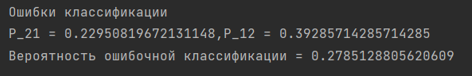 Ошибки классификации
P_21 = 0.22950819672131148,P_12 = 0.39285714285714285
Вероятность ошибочной классификации = 0.2785128805620609